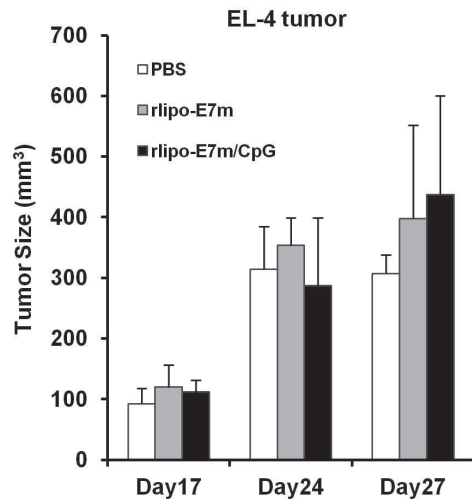 EL-4 tumor
700
600
500
400
300
200
100
0
Tumor Size (mm³)
PBS
rlipo-E7m
rlipo-E7m/CpG
Day17 Day24 Day27